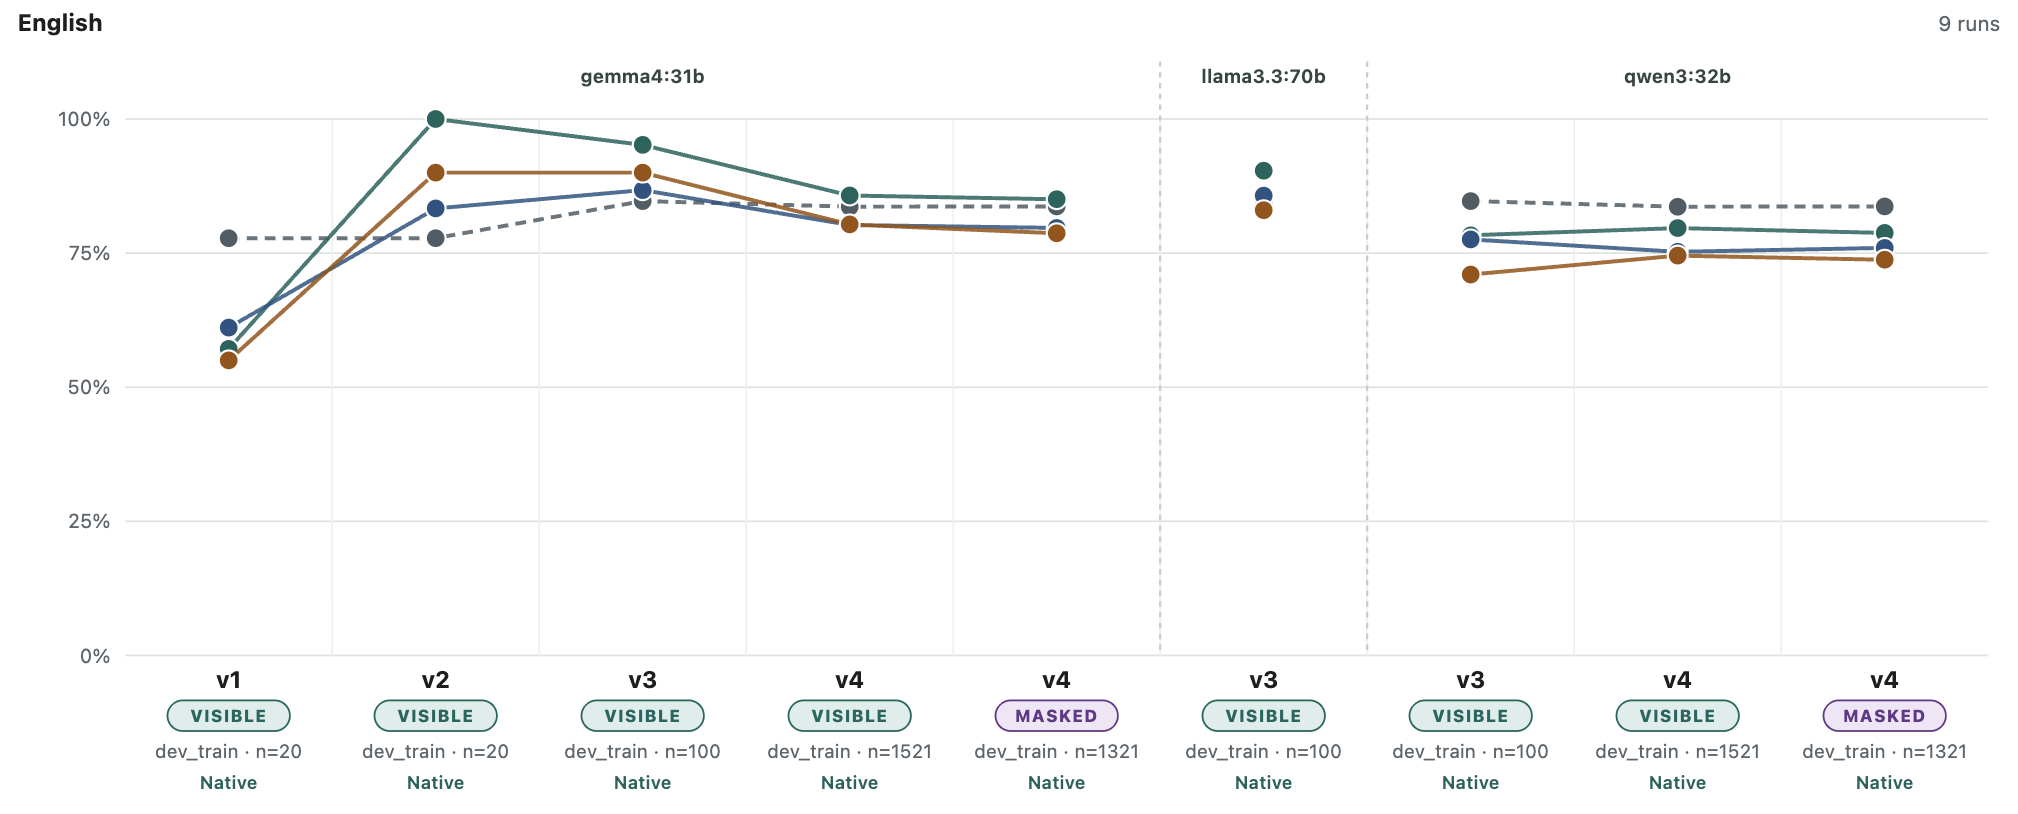 English
9 runs
gemma4:31b
llama3.3:70b
qwen3:32b
100%
75%
50%
25%
0%
v1 v2 v3 v4 v4 v3 v3 v4 v4
VISIBLE VISIBLE VISIBLE VISIBLE MASKED VISIBLE VISIBLE VISIBLE MASKED
dev_train · n=20 dev_train · n=20 dev_train · n=100 dev_train · n=1521 dev_train · n=1321 dev_train · n=100 dev_train · n=100 dev_train · n=1521 dev_train · n=1321
Native Native Native Native Native Native Native Native Native